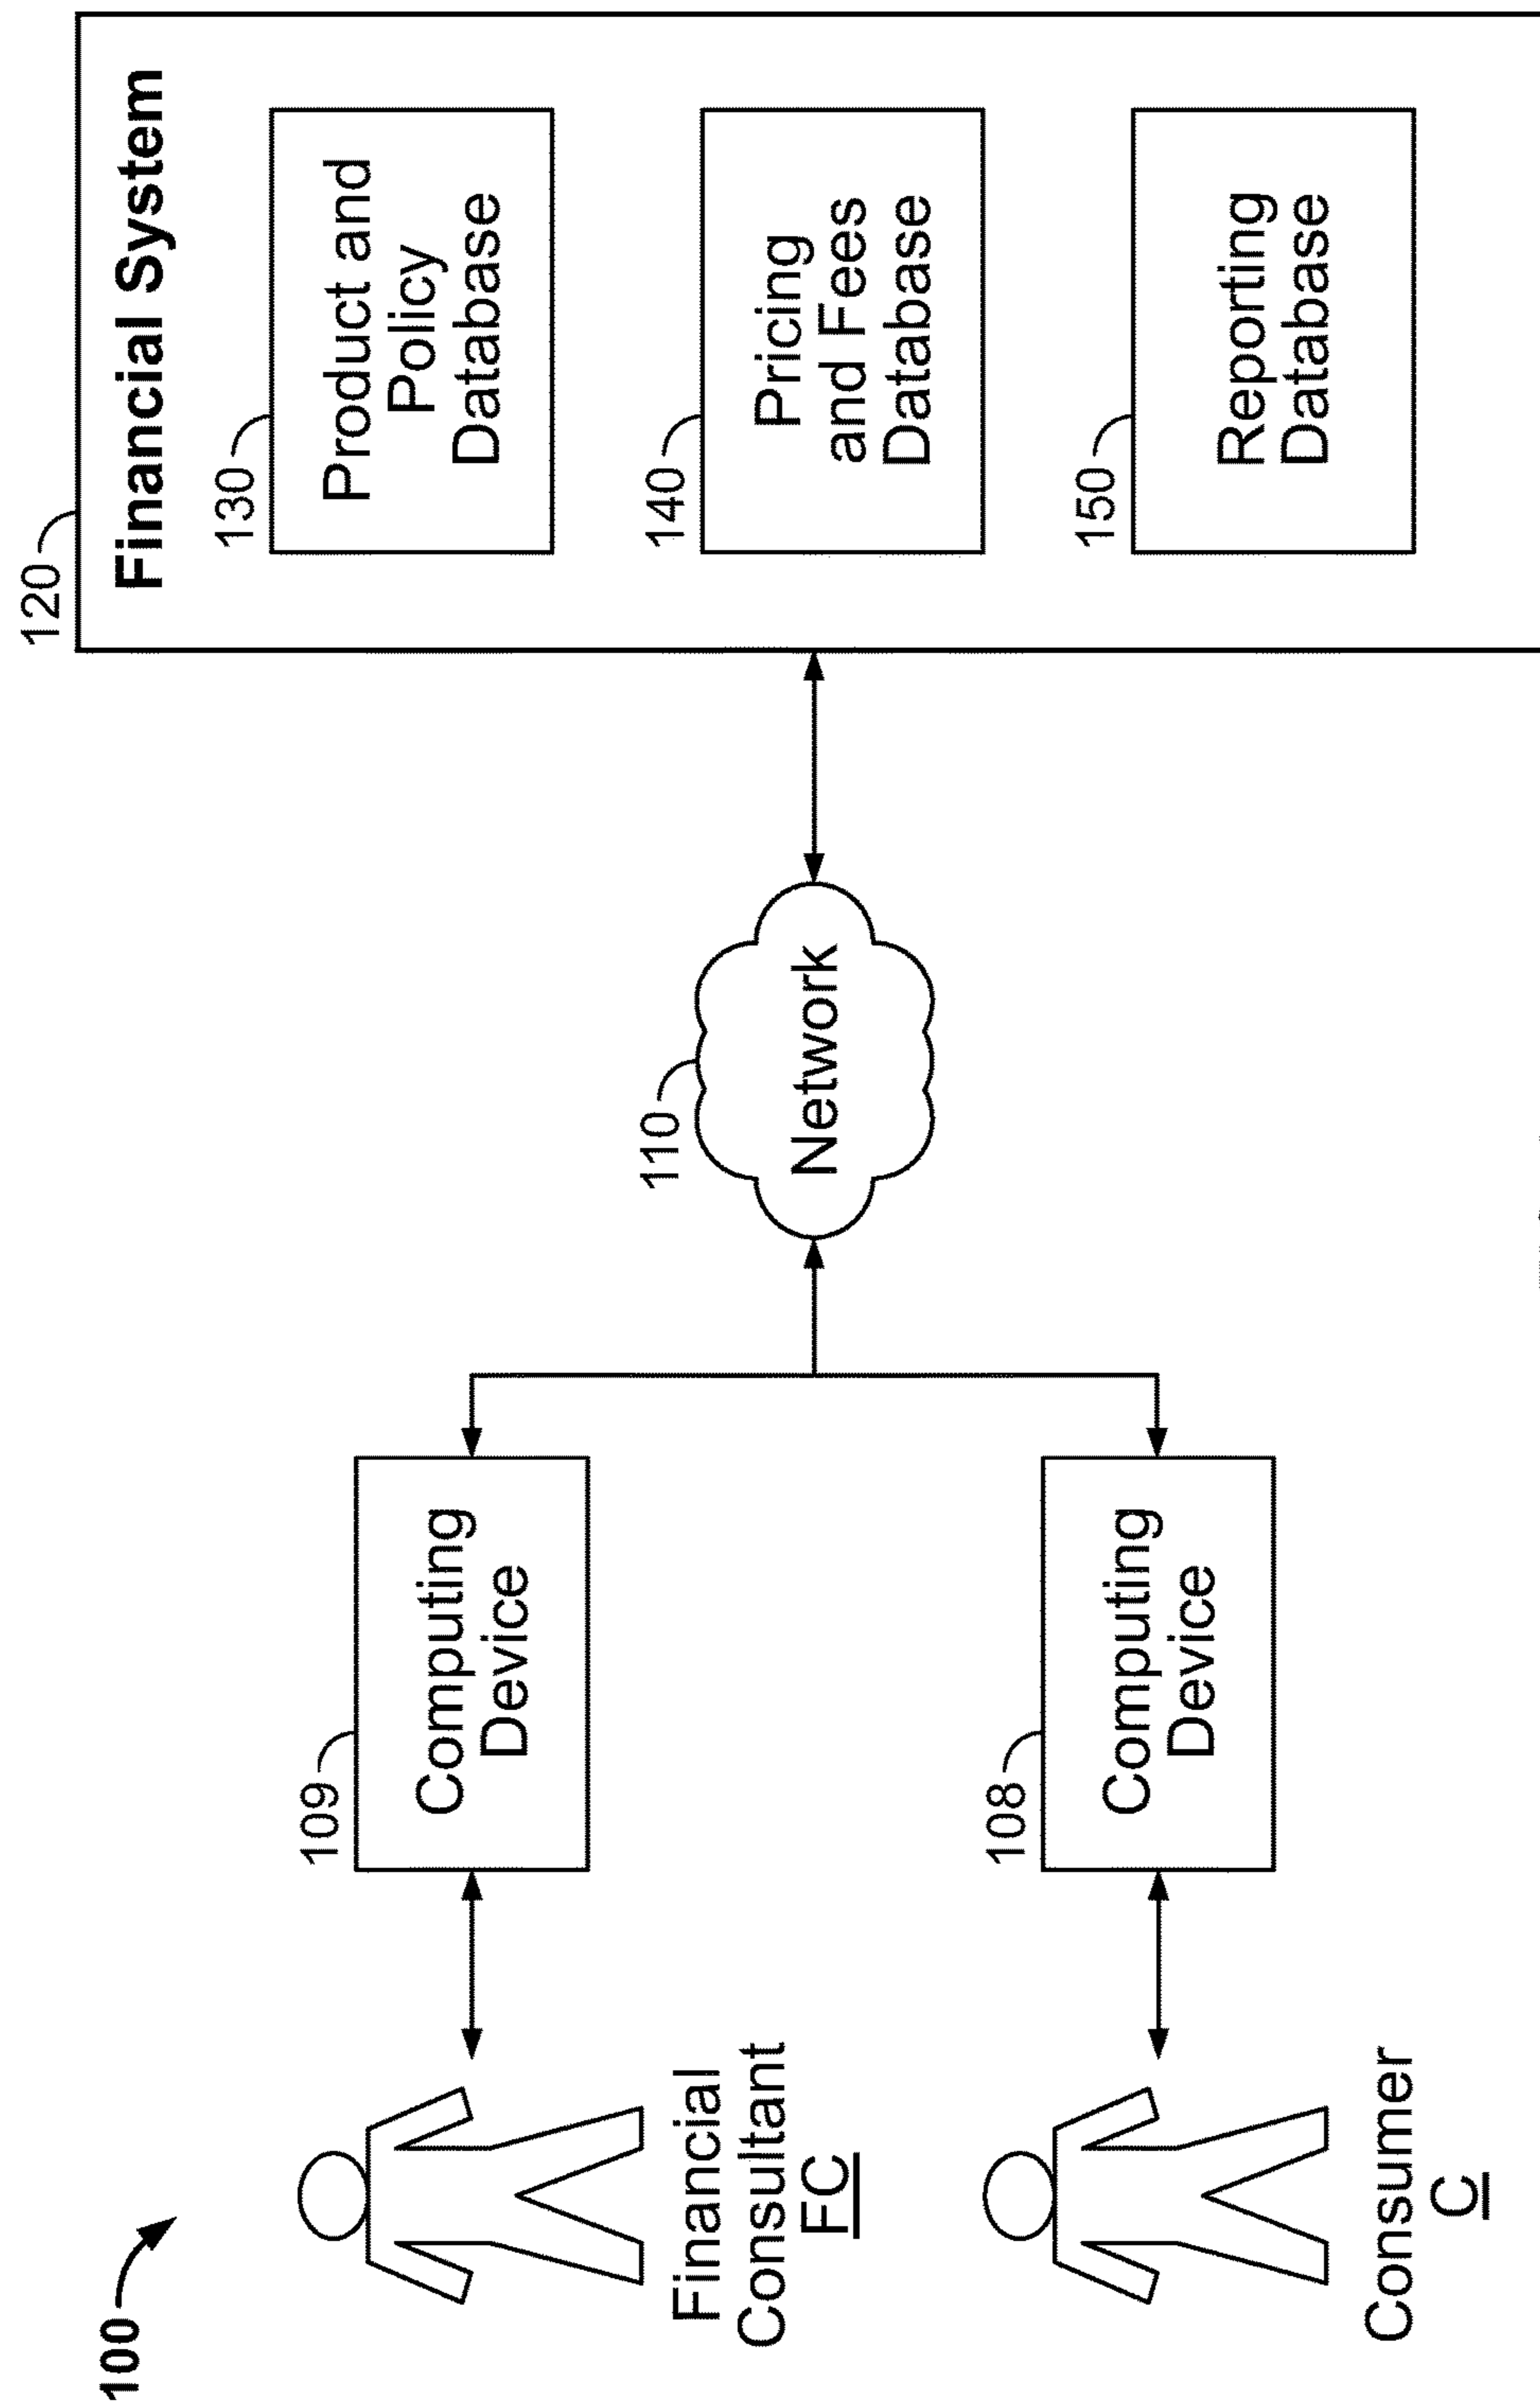 100
120
Financial System
130
Product and
Policy
Database
140
Pricing
and Fees
Database
150
Reporting
Database
110
Network
109
Computing
Device
108
Computing
Device
Financial
Consultant
FC
Consumer
C